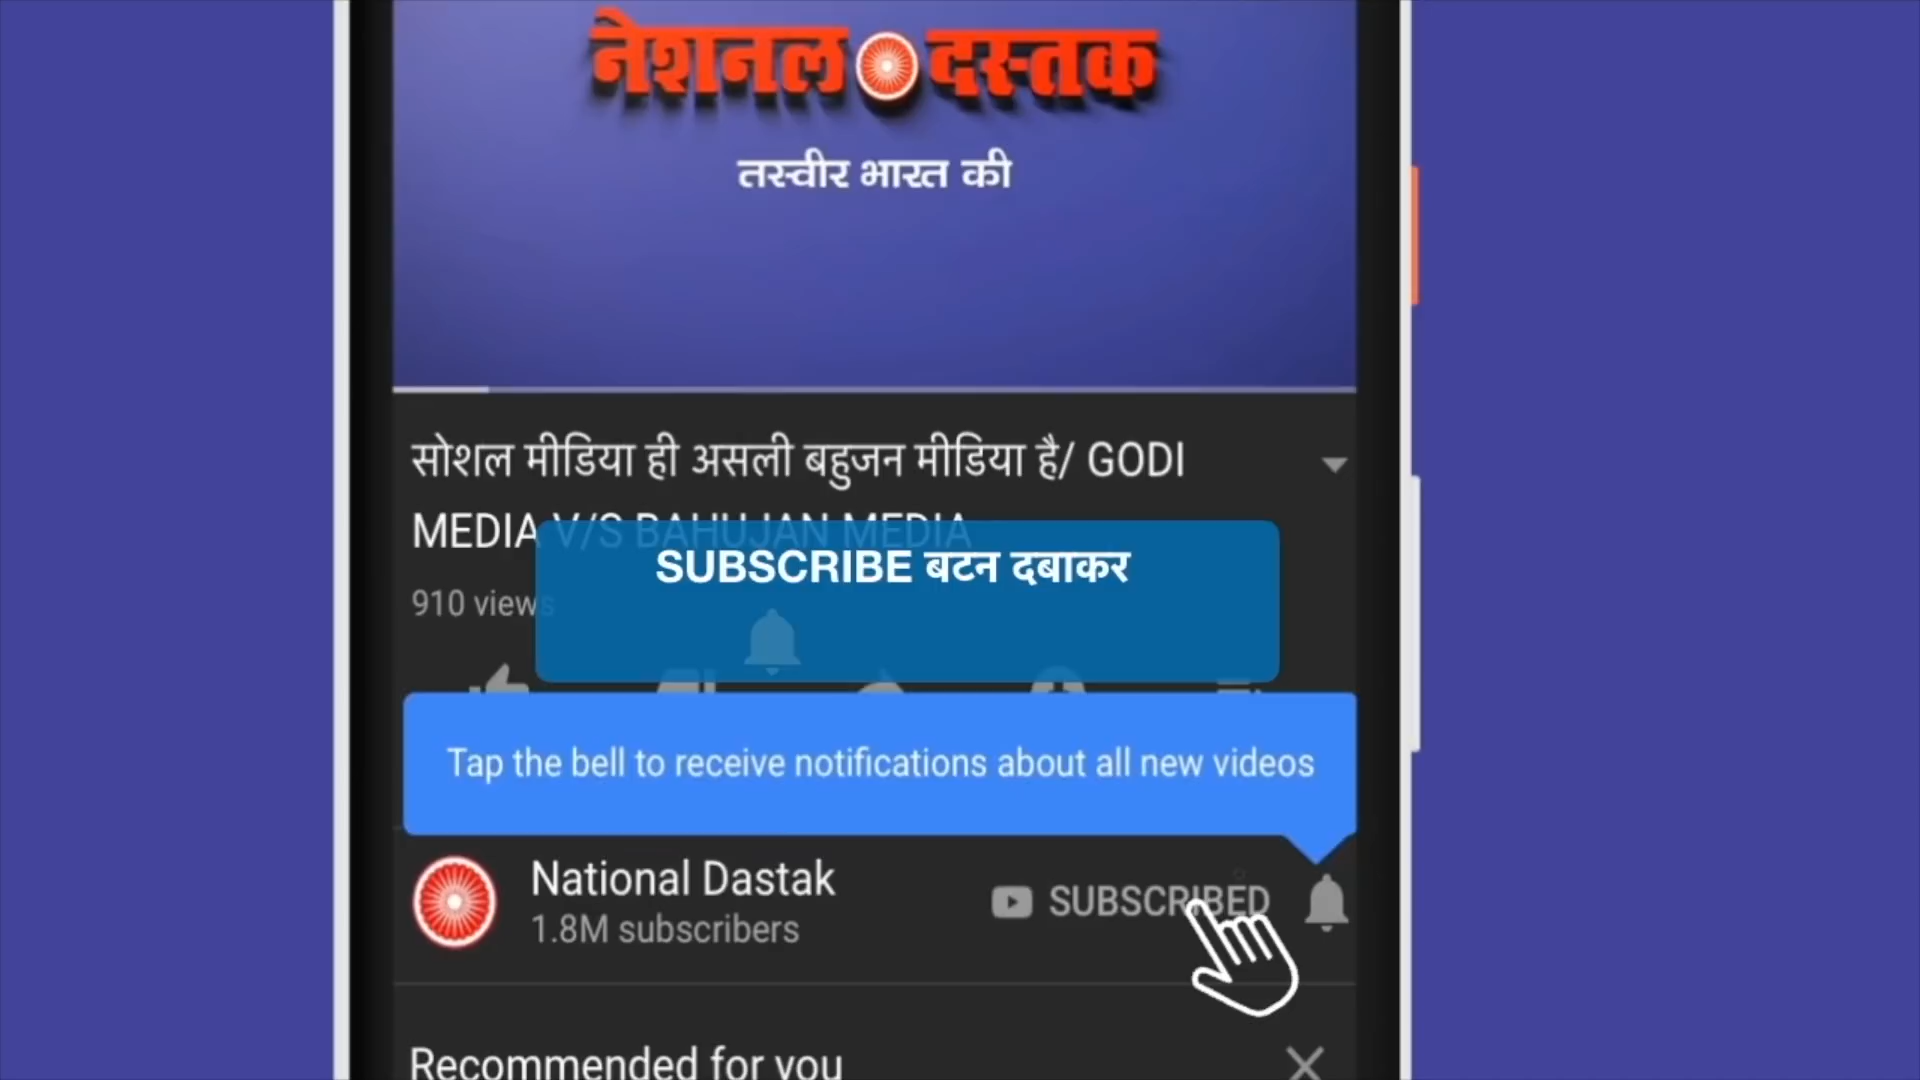 नेशनल दस्तक
तस्वीर भारत की
सोशल मीडिया ही असली बहुजन मीडिया है/ GODI
MEDIA V/S BAHUJAN MEDIA
SUBSCRIBE बटन दबाकर
910 views
Tap the bell to receive notifications about all new videos
National Dastak
SUBSCRIBED
1.8M subscribers
Recommended for you